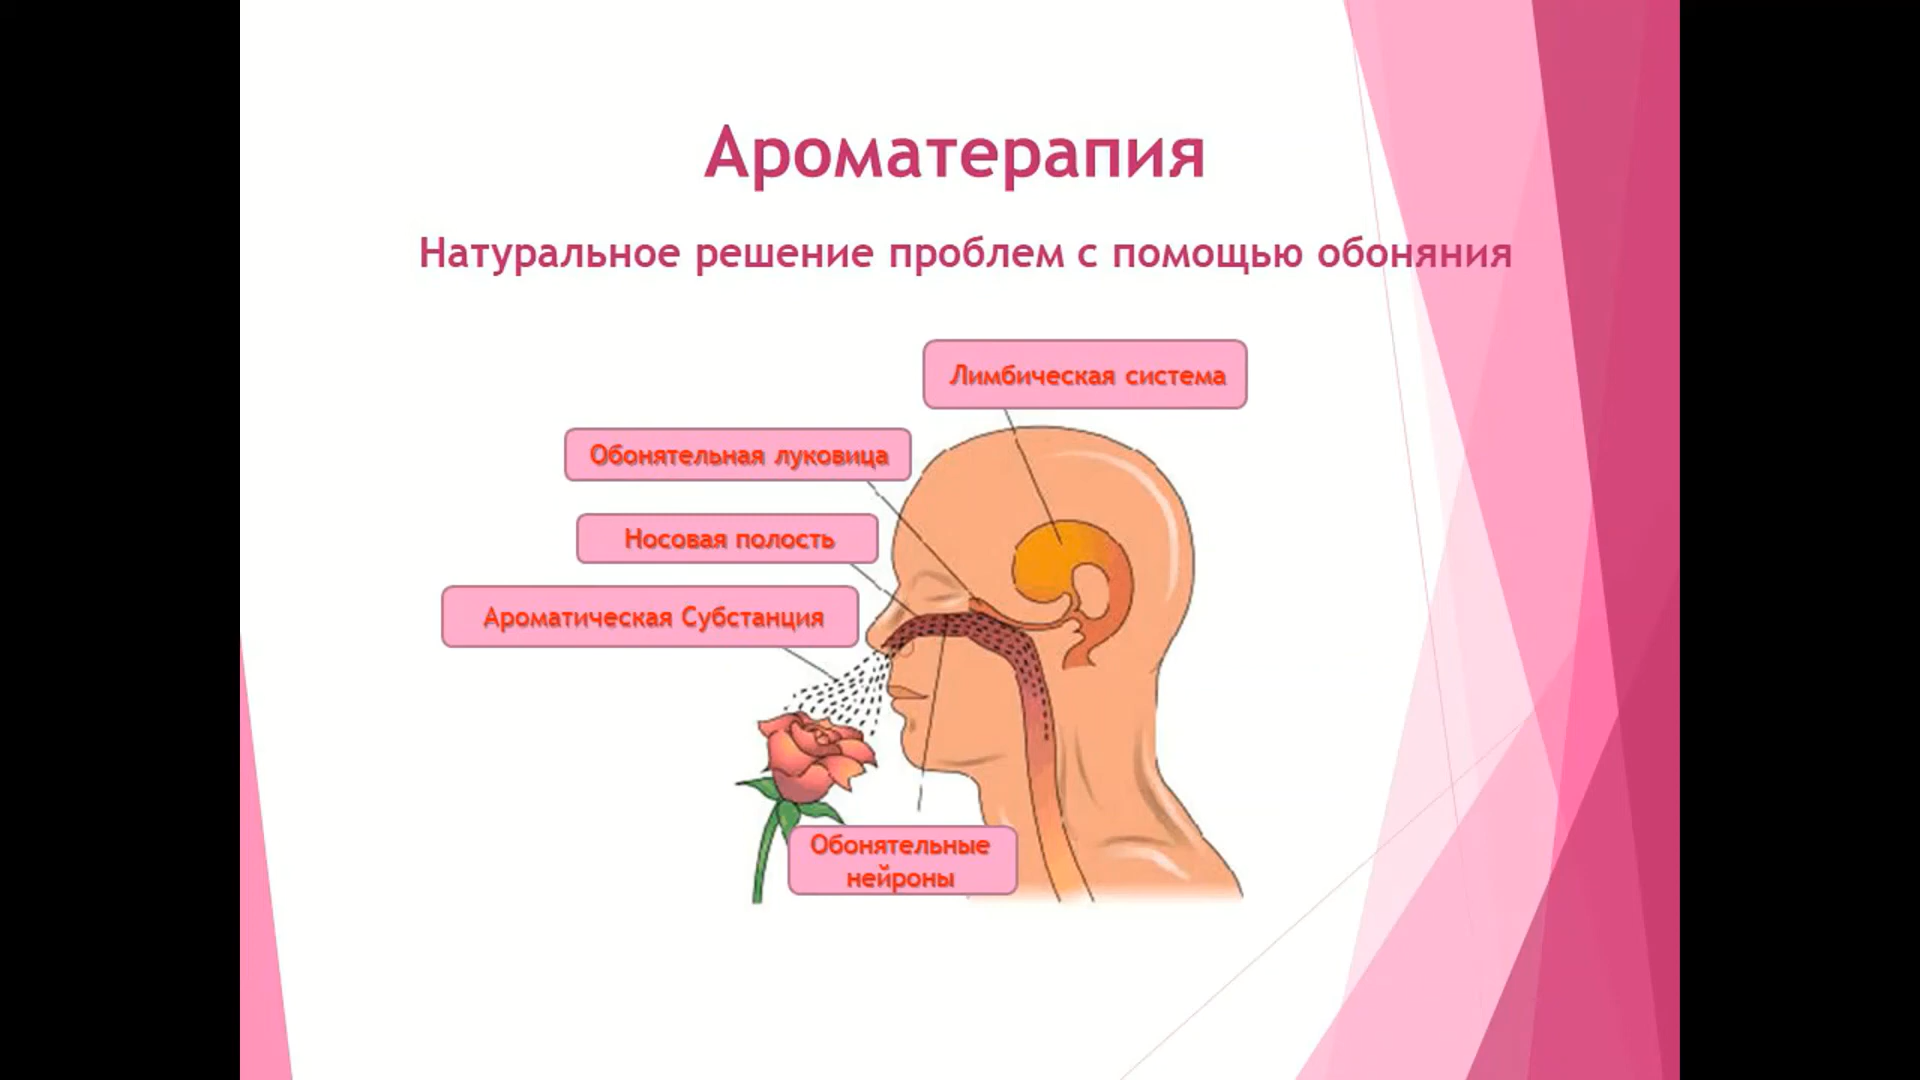 Ароматерапия
Натуральное решение проблем с помощью обоняния
Лимбическая система
Обонятельная луковица
Носовая полость
Ароматическая Субстанция
Обонятельные
нейроны